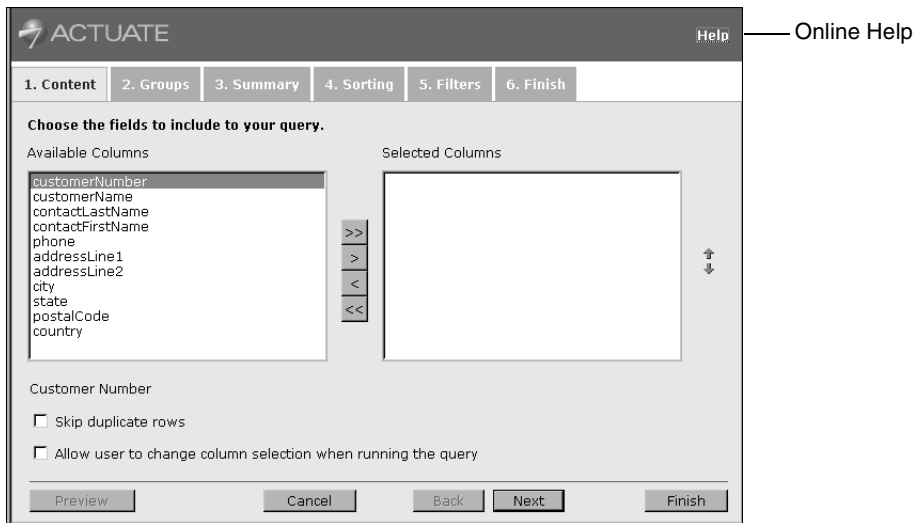 ACTUATE
Help
Online Help
1. Content
2. Groups
3. Summary
4. Sorting
5. Filters
6. Finish
Choose the fields to include to your query.
Available Columns
Selected Columns
customerNumber
customerName
contactLastName
contactFirstName
phone
addressLine1
addressLine2
city
state
postalCode
country
>>
>
<
<<
Customer Number
Skip duplicate rows
Allow user to change column selection when running the query
Preview
Cancel
Back
Next
Finish